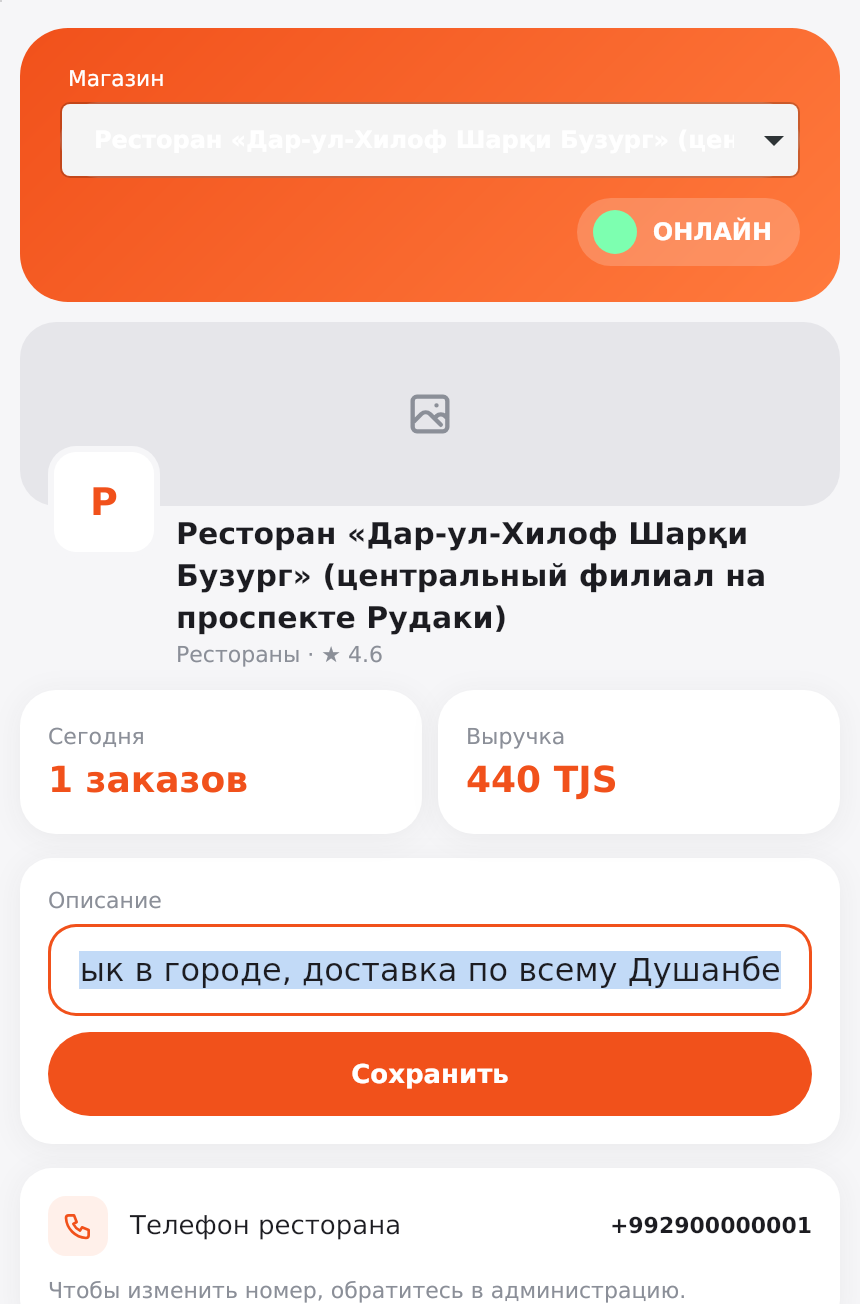 Магазин
Ресторан «Дар-ул-Хилоф Шарқи Бузург» (цен
ОНЛАЙН
Р
Ресторан «Дар-ул-Хилоф Шарқи
Бузург» (центральный филиал на
проспекте Рудаки)
Рестораны · ★ 4.6
Сегодня
Выручка
1 заказов
440 TJS
Описание
ык в городе, доставка по всему Душанбе
Сохранить
Телефон ресторана
+992900000001
Чтобы изменить номер, обратитесь в администрацию.